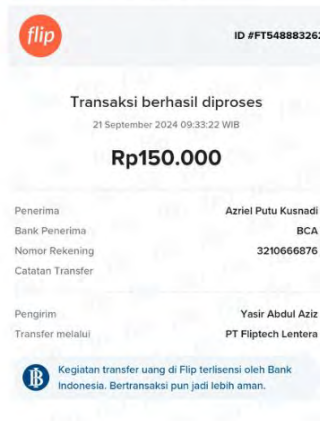 flip
ID #FT54888326
Transaksi berhasil diproses
21 September 2024 09:33:22 WIB
Rp150.000
Penerima Azriel Putu Kusnadi
Bank Penerima BCA
Nomor Rekening 3210666876
Catatan Transfer
Pengirim Yasir Abdul Aziz
Transfer melalui PT Fliptech Lentera
Kegiatan transfer uang di Flip terlisensi oleh Bank
Indonesia. Bertransaksi pun jadi lebih aman.